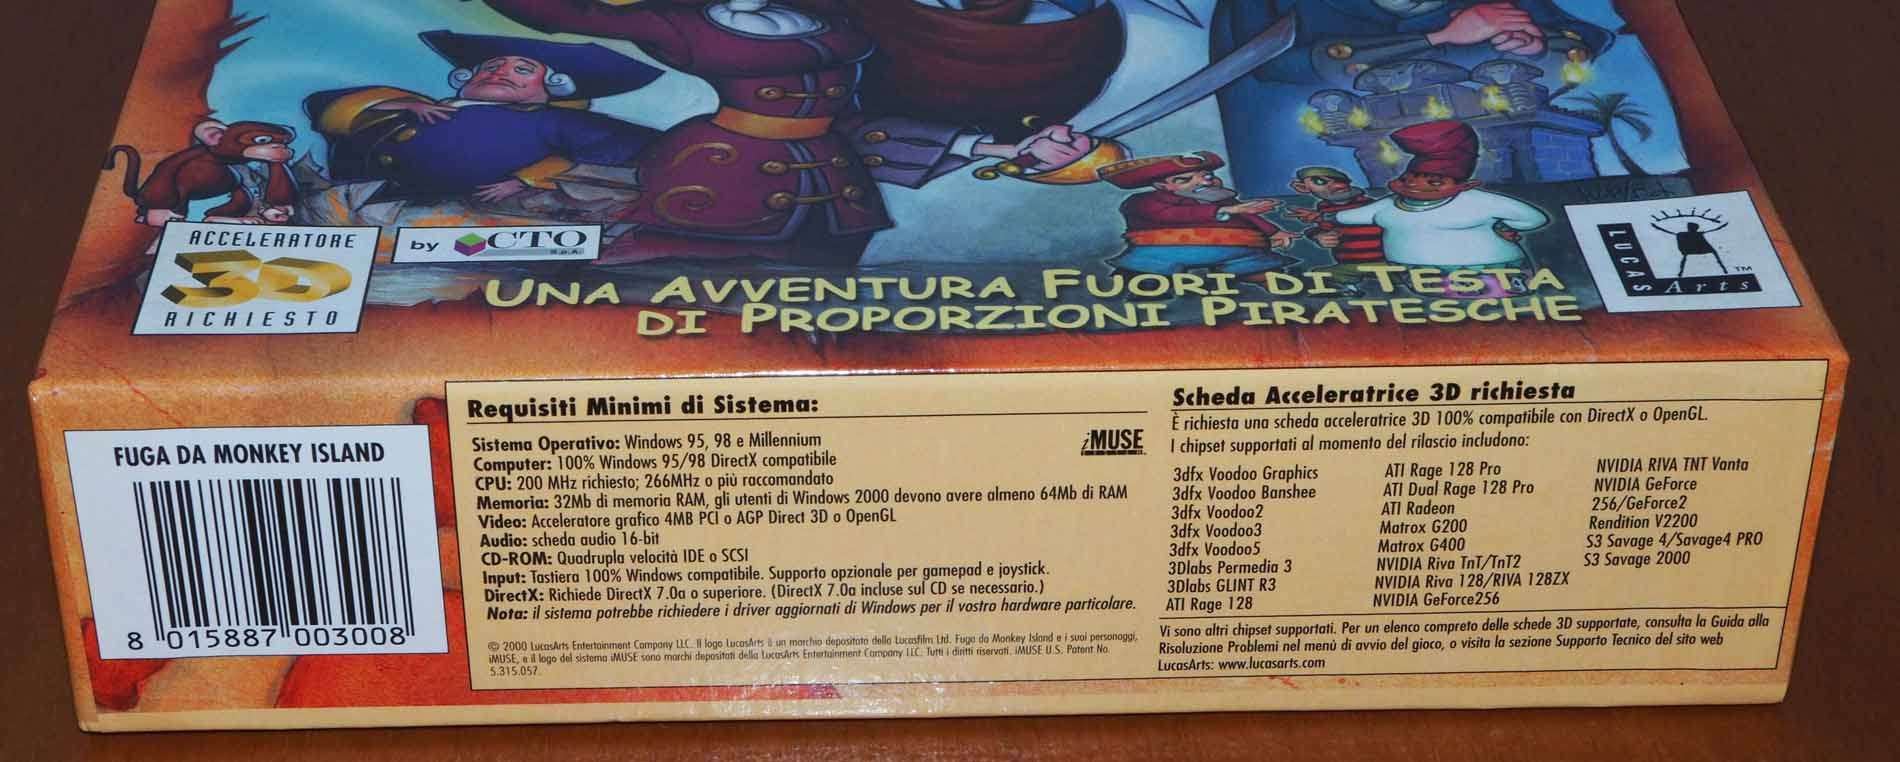 ACCELERATORE
3D
RICHIESTO
by CTO
S.p.A.
UNA AVVENTURA FUORI DI TESTA
DI PROPORZIONI PIRATESCHE
LUCAS
Arts™
FUGA DA MONKEY ISLAND
8 015887 003008
Requisiti Minimi di Sistema:
Sistema Operativo: Windows 95, 98 e Millennium
Computer: 100% Windows 95/98 DirectX compatibile
CPU: 200 MHz richiesto; 266MHz o più raccomandato
Memoria: 32Mb di memoria RAM, gli utenti di Windows 2000 devono avere almeno 64Mb di RAM
Video: Acceleratore grafico 4MB PCI o AGP Direct 3D o OpenGL
Audio: scheda audio 16-bit
CD-ROM: Quadrupla velocità IDE o SCSI
Input: Tastiera 100% Windows compatibile. Supporto opzionale per gamepad e joystick.
DirectX: Richiede DirectX 7.0a o superiore. (DirectX 7.0a incluse sul CD se necessario.)
Nota: il sistema potrebbe richiedere i driver aggiornati di Windows per il vostro hardware particolare.
iMUSE
© 2000 LucasArts Entertainment Company LLC. Il logo LucasArts è un marchio depositato della Lucasfilm Ltd. Fuga da Monkey Island e i suoi personaggi,
iMUSE, e il logo del sistema iMUSE sono marchi depositati della LucasArts Entertainment Company LLC. Tutti i diritti riservati. iMUSE U.S. Patent No.
5.315.057.
Scheda Acceleratrice 3D richiesta
È richiesta una scheda acceleratrice 3D 100% compatibile con DirectX o OpenGL.
I chipset supportati al momento del rilascio includono:
3dfx Voodoo Graphics
3dfx Voodoo Banshee
3dfx Voodoo2
3dfx Voodoo3
3dfx Voodoo5
3Dlabs Permedia 3
3Dlabs GLINT R3
ATI Rage 128
ATI Rage 128 Pro
ATI Dual Rage 128 Pro
ATI Radeon
Matrox G200
Matrox G400
NVIDIA Riva TnT/TnT2
NVIDIA Riva 128/RIVA 128ZX
NVIDIA GeForce256
NVIDIA RIVA TNT Vanta
NVIDIA GeForce
256/GeForce2
Rendition V2200
S3 Savage 4/Savage4 PRO
S3 Savage 2000
Vi sono altri chipset supportati. Per un elenco completo delle schede 3D supportate, consulta la Guida alla
Risoluzione Problemi nel menù di avvio del gioco, o visita la sezione Supporto Tecnico del sito web
LucasArts: www.lucasarts.com